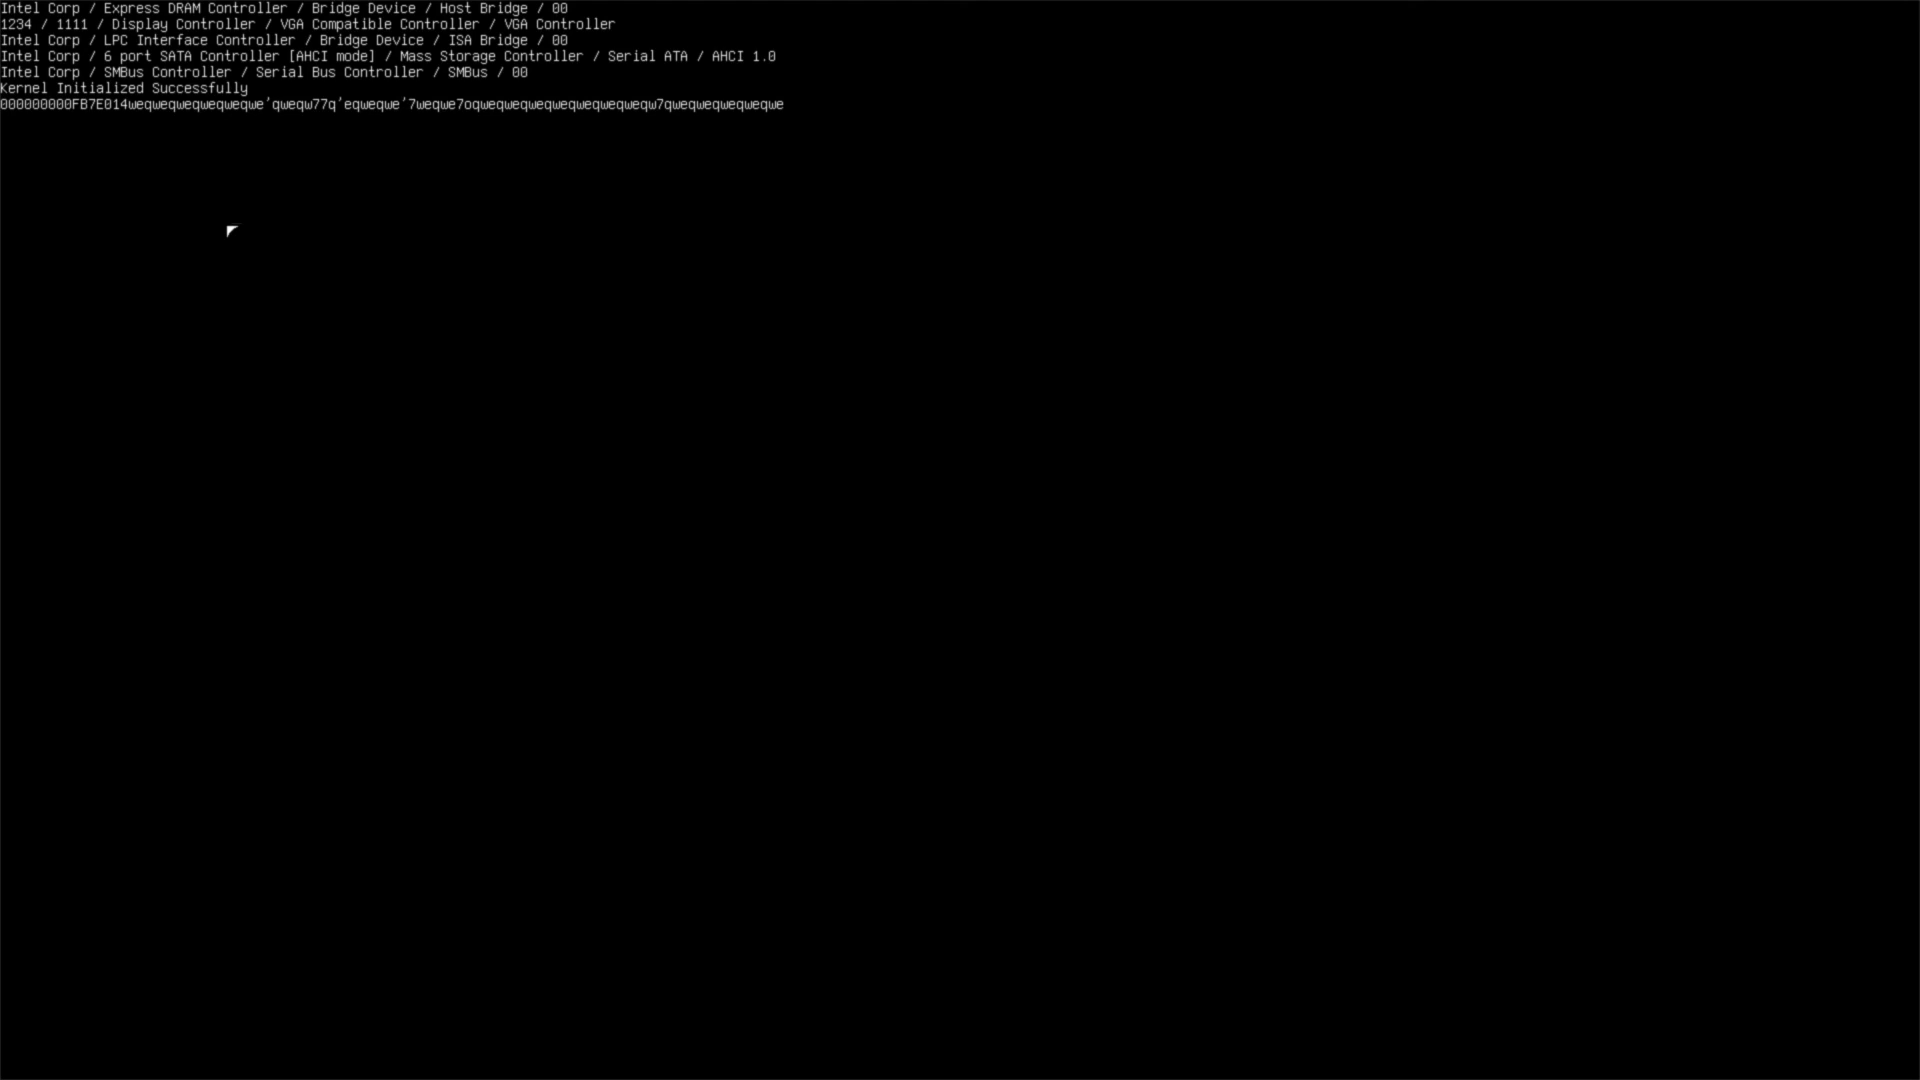 Intel Corp / Express DRAM Controller / Bridge Device / Host Bridge / 00
1234 / 1111 / Display Controller / VGA Compatible Controller / VGA Controller
Intel Corp / LPC Interface Controller / Bridge Device / ISA Bridge / 00
Intel Corp / 6 port SATA Controller [AHCI mode] / Mass Storage Controller / Serial ATA / AHCI 1.0
Intel Corp / SMBus Controller / Serial Bus Controller / SMBus / 00
Kernel Initialized Successfully
000000000FB7E014weqweqweqweqweqwe'qweqw77q'eqweqwe'7weqwe7oqweqweqweqweqweqweqweqw7qweqweqweqweqwe